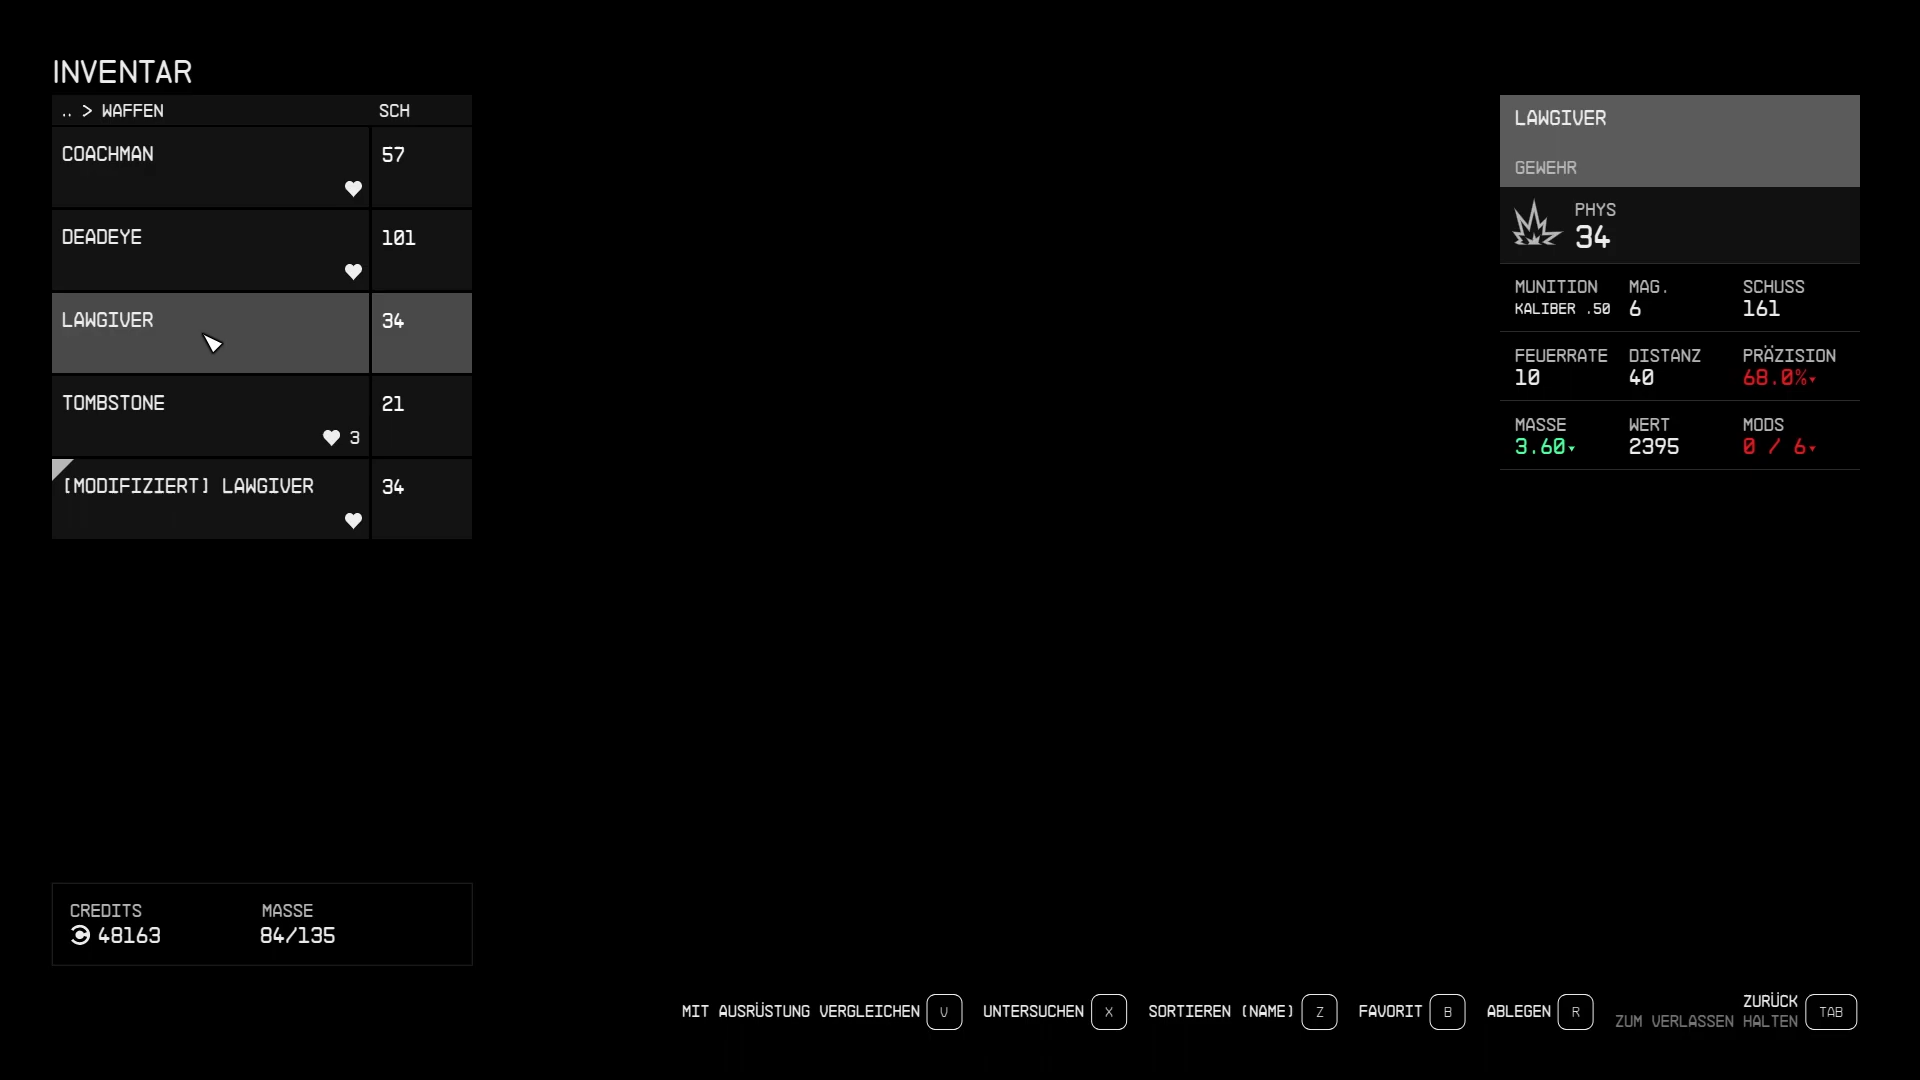 INVENTAR
.. > WAFFEN SCH
COACHMAN 57
DEADEYE 101
LAWGIVER 34
TOMBSTONE 21
3
[MODIFIZIERT] LAWGIVER 34
CREDITS MASSE
48163 84/135
LAWGIVER
GEWEHR
PHYS
34
MUNITION MAG. SCHUSS
KALIBER .50 6 161
FEUERRATE DISTANZ PRÄZISION
10 40 68.0%
MASSE WERT MODS
3.60 2395 0 / 6
MIT AUSRÜSTUNG VERGLEICHEN V UNTERSUCHEN X SORTIEREN (NAME) Z FAVORIT B ABLEGEN R ZURÜCK TAB
ZUM VERLASSEN HALTEN